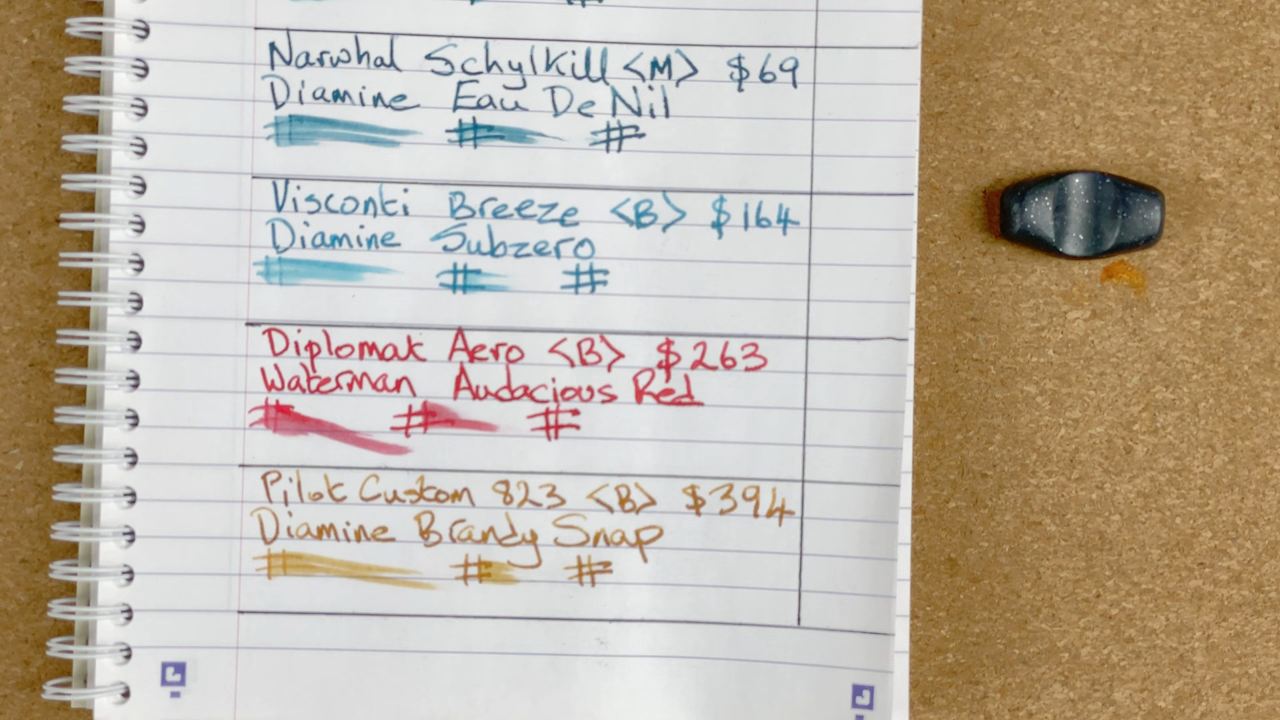 Narwhal Schylkill <M> $69
Diamine Eau De Nil
# #
Visconti Breeze <B> $164
Diamine Subzero
# #
Diplomat Aero <B> $263
Waterman Audacious Red
# # #
Pilot Custom 823 <B> $394
Diamine Brandy Snap
# # #